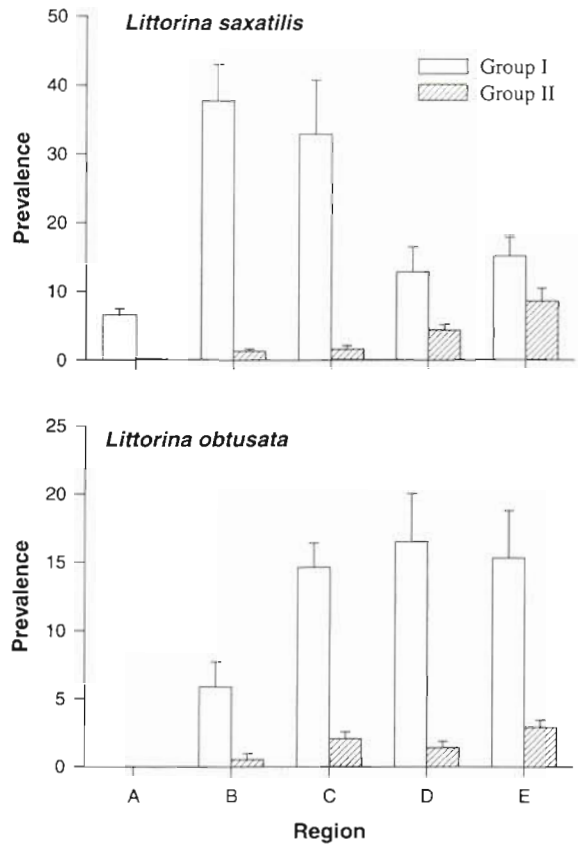 Littorina saxatilis
Group I
Group II
Prevalence
50
40
30
20
10
0
Littorina obtusata
Prevalence
25
20
15
10
5
0
A B C D E
Region